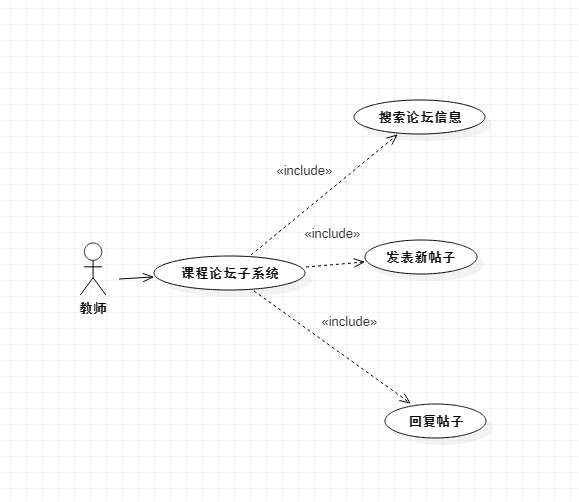 搜索论坛信息
«include»
«include»
发表新帖子
课程论坛子系统
教师
«include»
回复帖子